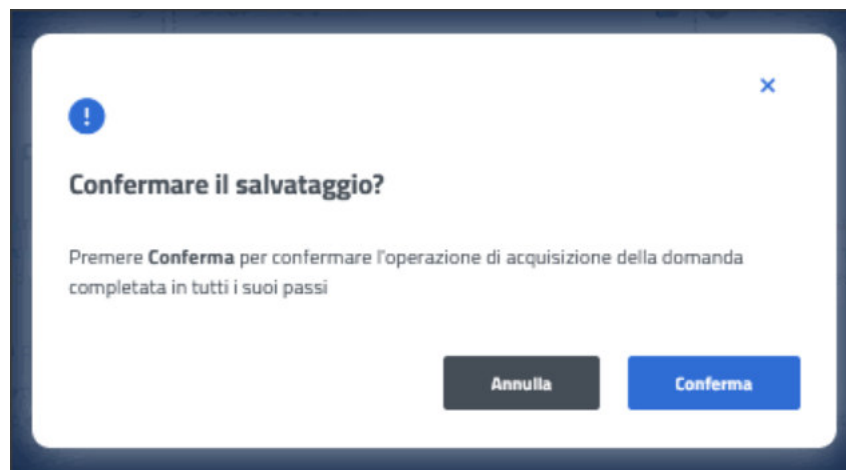 Confermare il salvataggio?
Premere Conferma per confermare l'operazione di acquisizione della domanda
completata in tutti i suoi passi
Annulla
Conferma